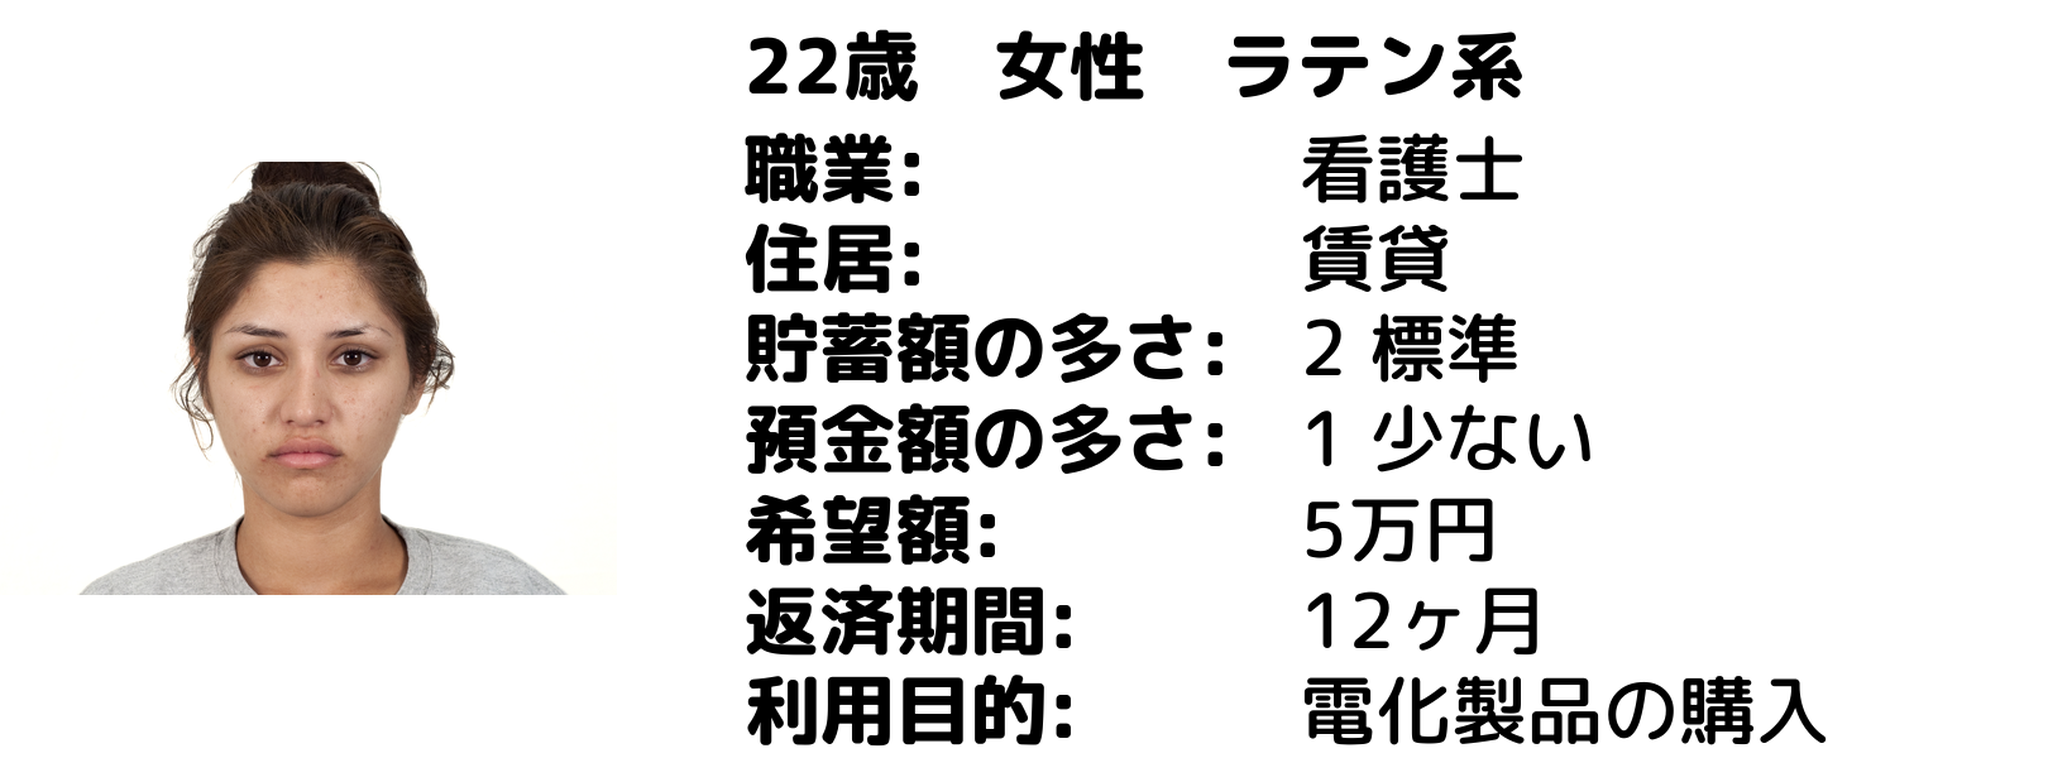 22歳　女性　ラテン系
職業: 看護士
住居: 賃貸
貯蓄額の多さ: 2 標準
預金額の多さ: 1 少ない
希望額: 5万円
返済期間: 12ヶ月
利用目的: 電化製品の購入